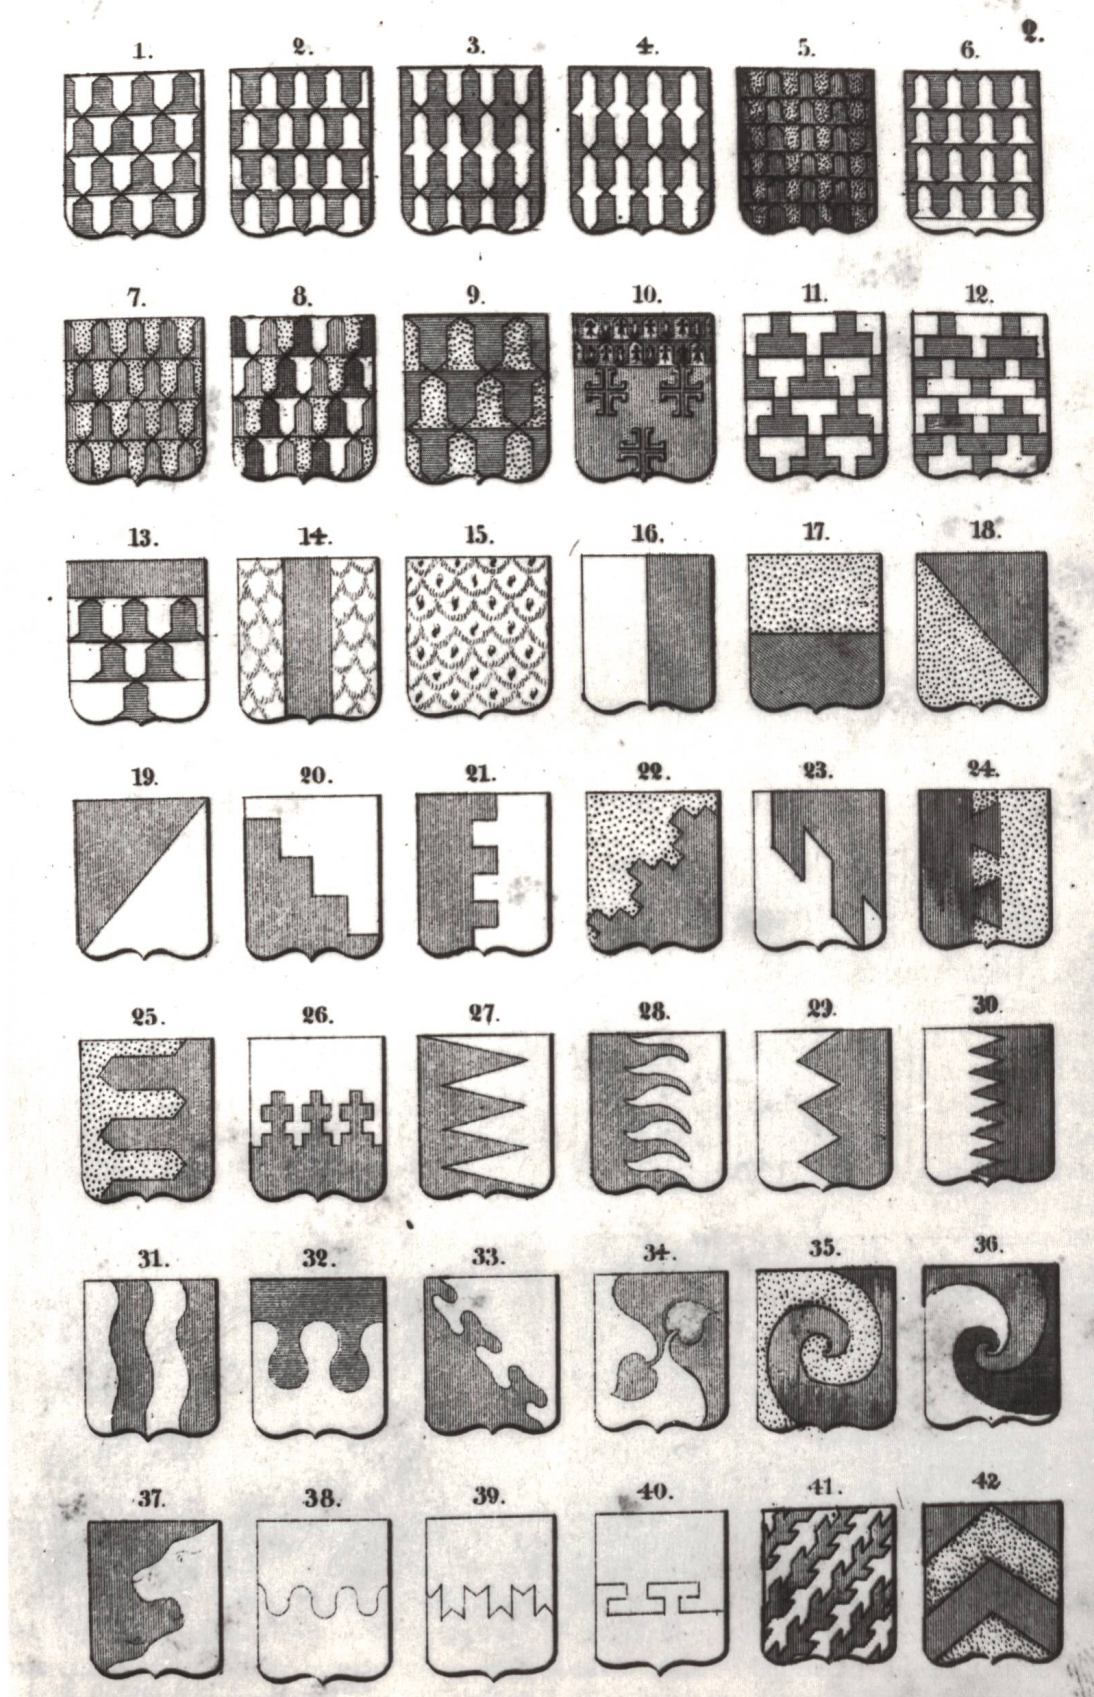 2.
1. 2. 3. 4. 5. 6.
7. 8. 9. 10. 11. 12.
13. 14. 15. 16. 17. 18.
19. 20. 21. 22. 23. 24.
25. 26. 27. 28. 29. 30.
31. 32. 33. 34. 35. 36.
37. 38. 39. 40. 41. 42